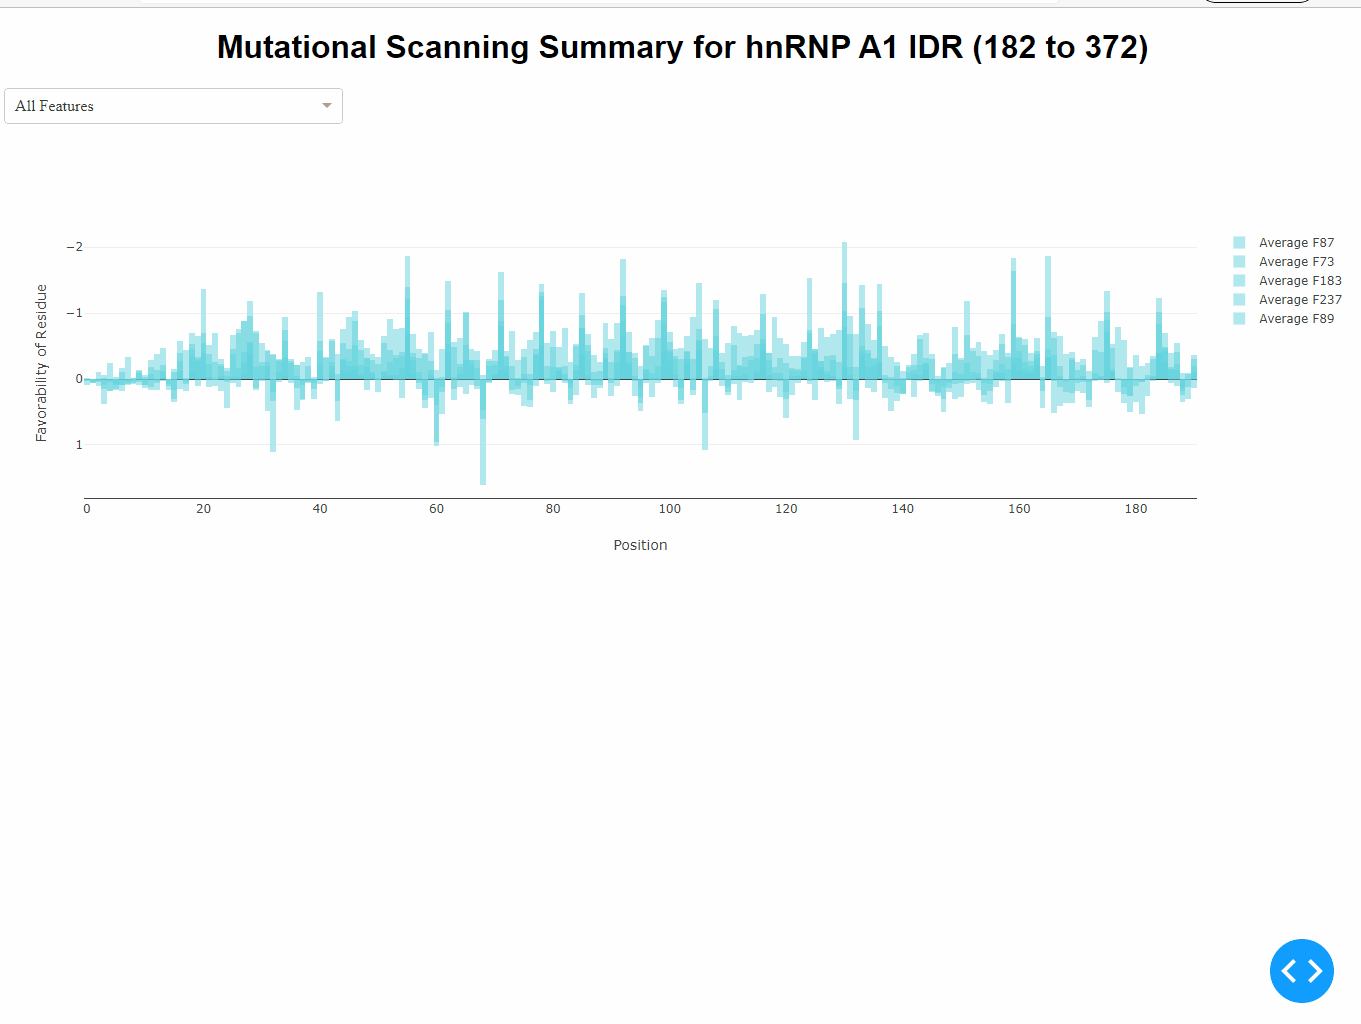 Mutational Scanning Summary for hnRNP A1 IDR (182 to 372)
All Features
−2
−1
0
1
Favorability of Residue
0 20 40 60 80 100 120 140 160 180
Position
Average F87
Average F73
Average F183
Average F237
Average F89